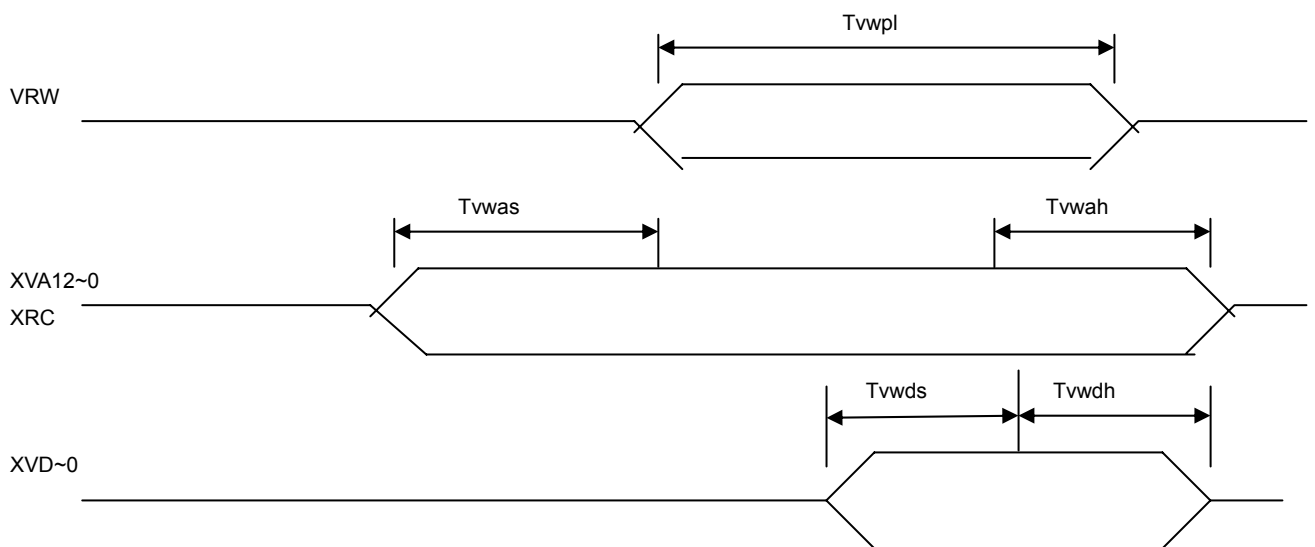 Tvwpl
VRW
Tvwas
Tvwah
XVA12~0
XRC
Tvwds
Tvwdh
XVD~0